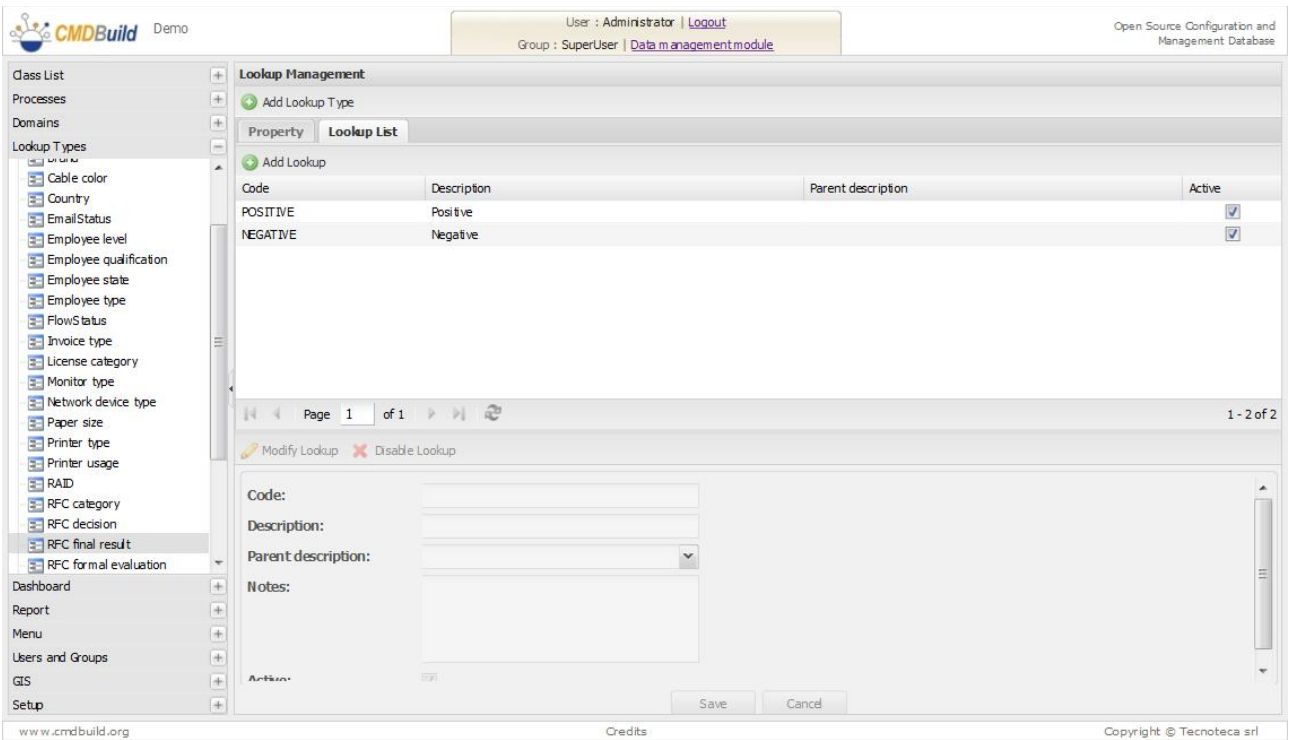 CMDBuild Demo
User : Administrator | Logout
Group : SuperUser | Data management module
Open Source Configuration and
Management Database
Class List
Processes
Domains
Lookup Types
Brand
Cable color
Country
EmailStatus
Employee level
Employee qualification
Employee state
Employee type
FlowStatus
Invoice type
License category
Monitor type
Network device type
Paper size
Printer type
Printer usage
RAID
RFC category
RFC decision
RFC final result
RFC formal evaluation
Dashboard
Report
Menu
Users and Groups
GIS
Setup
Lookup Management
Add Lookup Type
Property Lookup List
Add Lookup
Code Description Parent description Active
POSITIVE Positive
NEGATIVE Negative
Page 1 of 1
1 - 2 of 2
Modify Lookup Disable Lookup
Code:
Description:
Parent description:
Notes:
Active:
Save Cancel
www.cmdbuild.org Credits Copyright © Tecnoteca srl